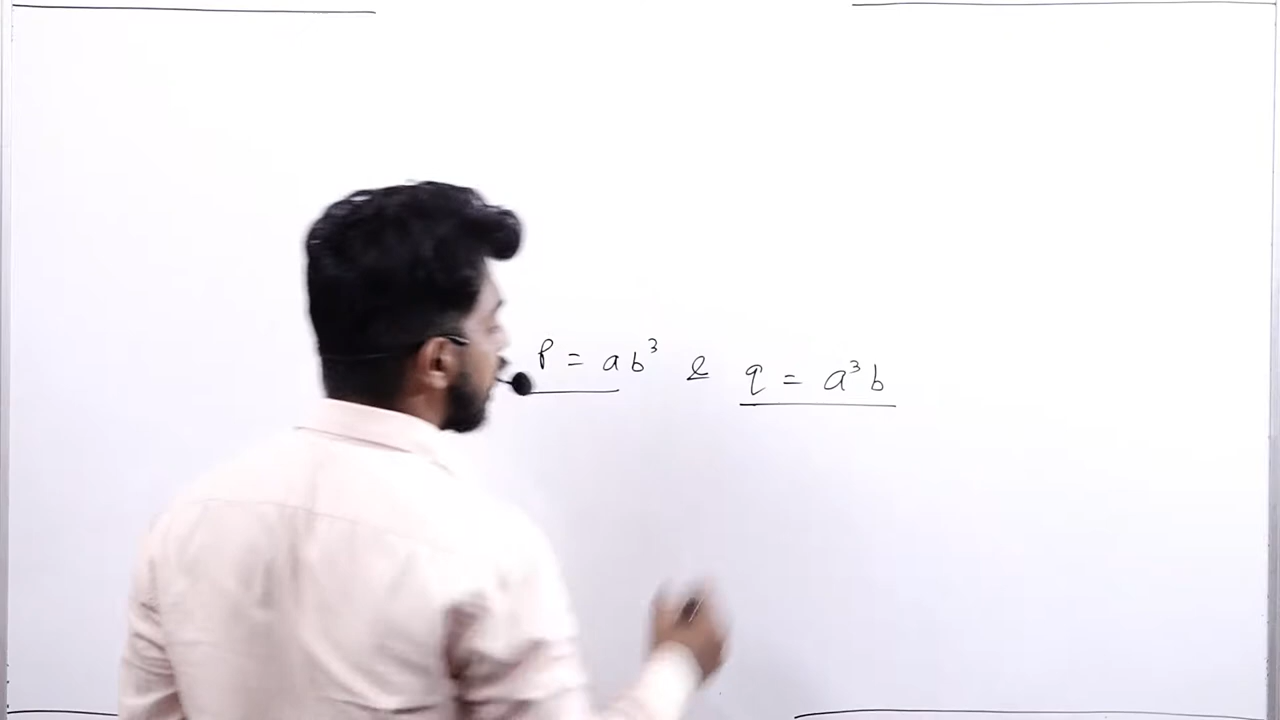 P = ab³ & q = a³b